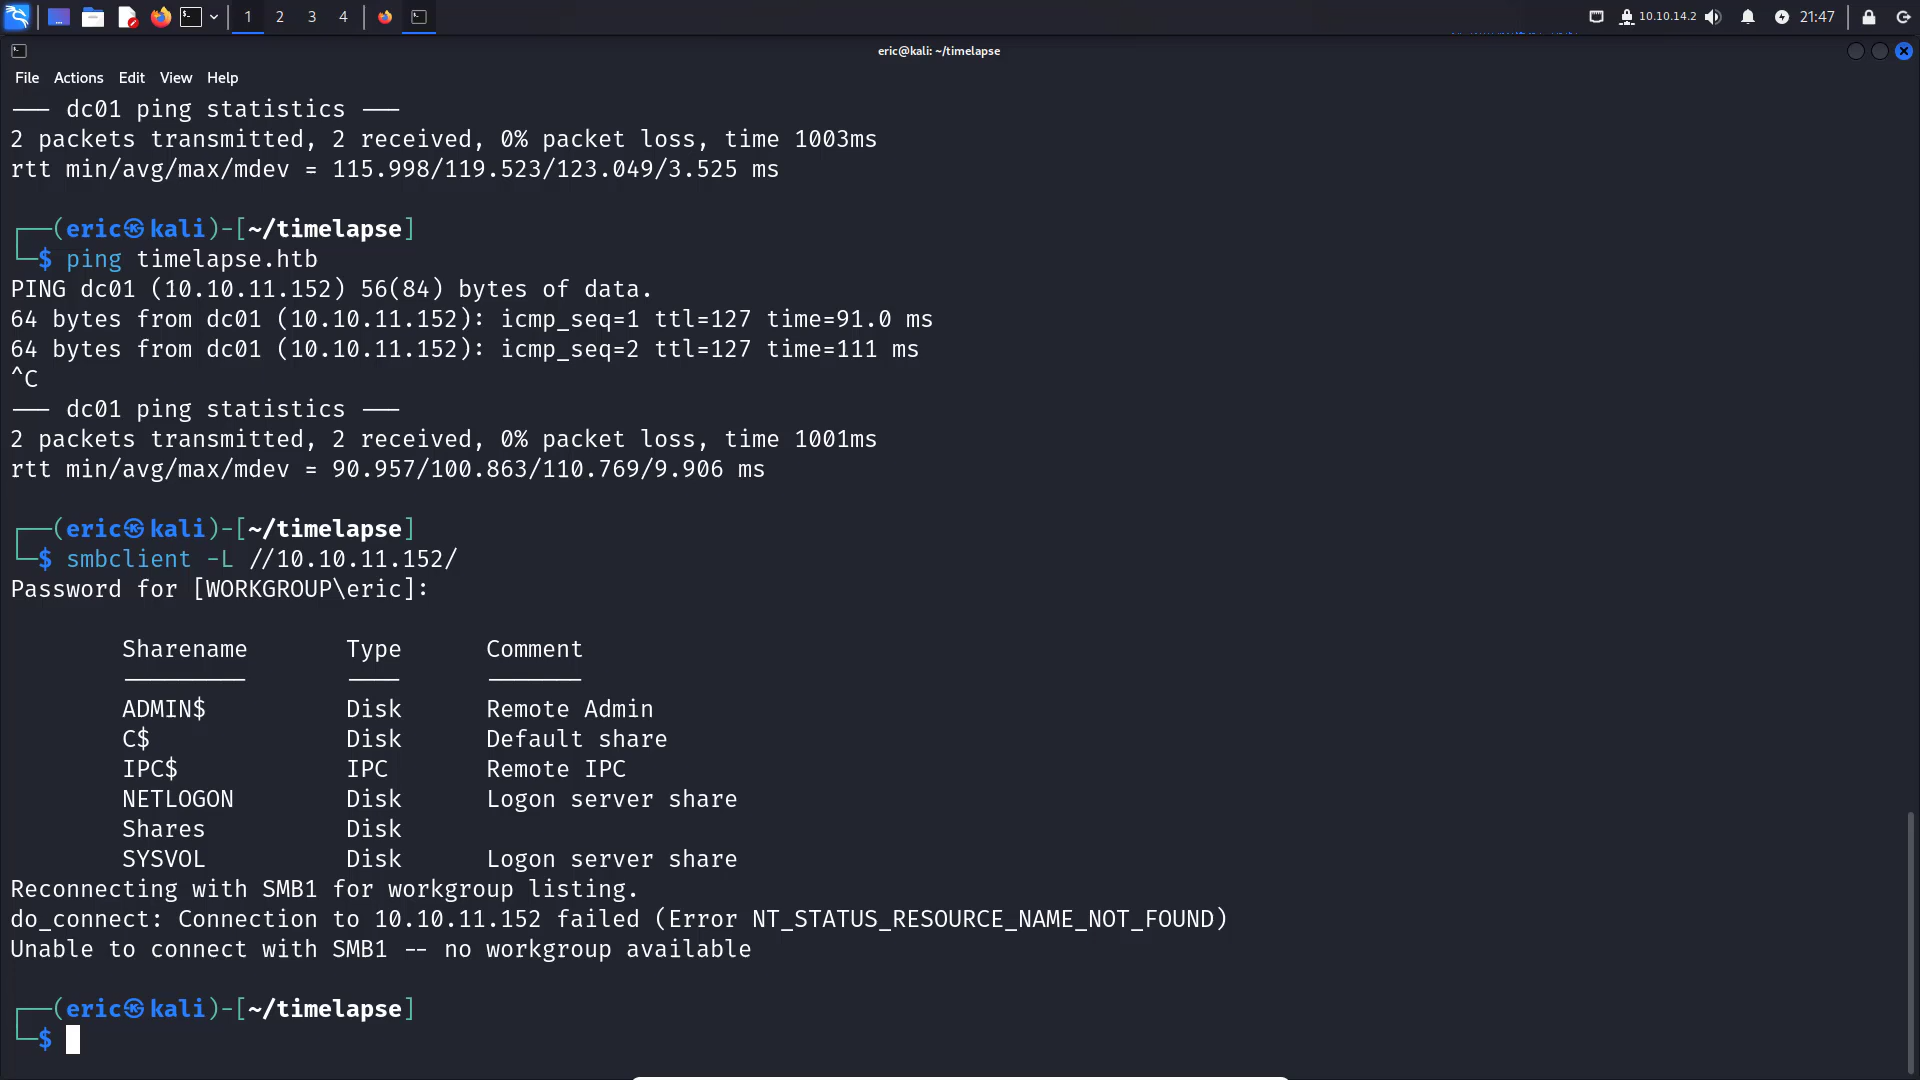 1 2 3 4 10.10.14.2 21:47
eric@kali: ~/timelapse
File Actions Edit View Help
--- dc01 ping statistics ---
2 packets transmitted, 2 received, 0% packet loss, time 1003ms
rtt min/avg/max/mdev = 115.998/119.523/123.049/3.525 ms
┌──(eric㉿kali)-[~/timelapse]
└─$ ping timelapse.htb
PING dc01 (10.10.11.152) 56(84) bytes of data.
64 bytes from dc01 (10.10.11.152): icmp_seq=1 ttl=127 time=91.0 ms
64 bytes from dc01 (10.10.11.152): icmp_seq=2 ttl=127 time=111 ms
^C
--- dc01 ping statistics ---
2 packets transmitted, 2 received, 0% packet loss, time 1001ms
rtt min/avg/max/mdev = 90.957/100.863/110.769/9.906 ms
┌──(eric㉿kali)-[~/timelapse]
└─$ smbclient -L //10.10.11.152/
Password for [WORKGROUP\eric]:
Sharename Type Comment
--------- ---- -------
ADMIN$ Disk Remote Admin
C$ Disk Default share
IPC$ IPC Remote IPC
NETLOGON Disk Logon server share
Shares Disk
SYSVOL Disk Logon server share
Reconnecting with SMB1 for workgroup listing.
do_connect: Connection to 10.10.11.152 failed (Error NT_STATUS_RESOURCE_NAME_NOT_FOUND)
Unable to connect with SMB1 -- no workgroup available
┌──(eric㉿kali)-[~/timelapse]
└─$